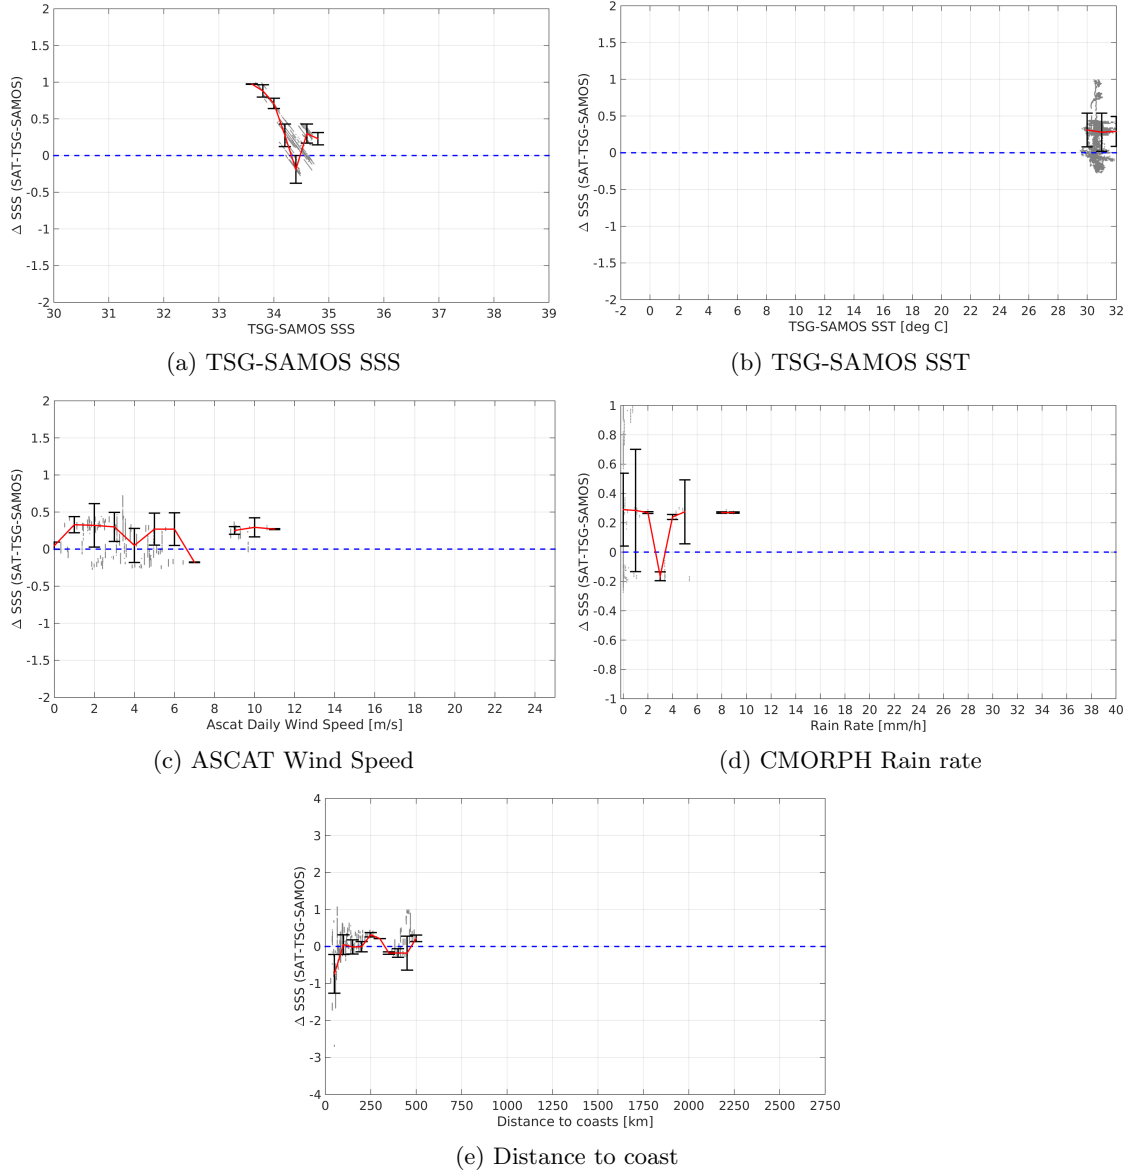 2
1.5
1
0.5
0
-0.5
-1
-1.5
-2
Δ SSS (SAT-TSG-SAMOS)
30 31 32 33 34 35 36 37 38 39
TSG-SAMOS SSS
(a) TSG-SAMOS SSS
2
1.5
1
0.5
0
-0.5
-1
-1.5
-2
Δ SSS (SAT-TSG-SAMOS)
-2 0 2 4 6 8 10 12 14 16 18 20 22 24 26 28 30 32
TSG-SAMOS SST [deg C]
(b) TSG-SAMOS SST
2
1.5
1
0.5
0
-0.5
-1
-1.5
-2
Δ SSS (SAT-TSG-SAMOS)
0 2 4 6 8 10 12 14 16 18 20 22 24
Ascat Daily Wind Speed [m/s]
(c) ASCAT Wind Speed
1
0.8
0.6
0.4
0.2
0
-0.2
-0.4
-0.6
-0.8
-1
Δ SSS (SAT-TSG-SAMOS)
0 2 4 6 8 10 12 14 16 18 20 22 24 26 28 30 32 34 36 38 40
Rain Rate [mm/h]
(d) CMORPH Rain rate
4
3
2
1
0
-1
-2
-3
-4
Δ SSS (SAT-TSG-SAMOS)
0 250 500 750 1000 1250 1500 1750 2000 2250 2500 2750
Distance to coasts [km]
(e) Distance to coast